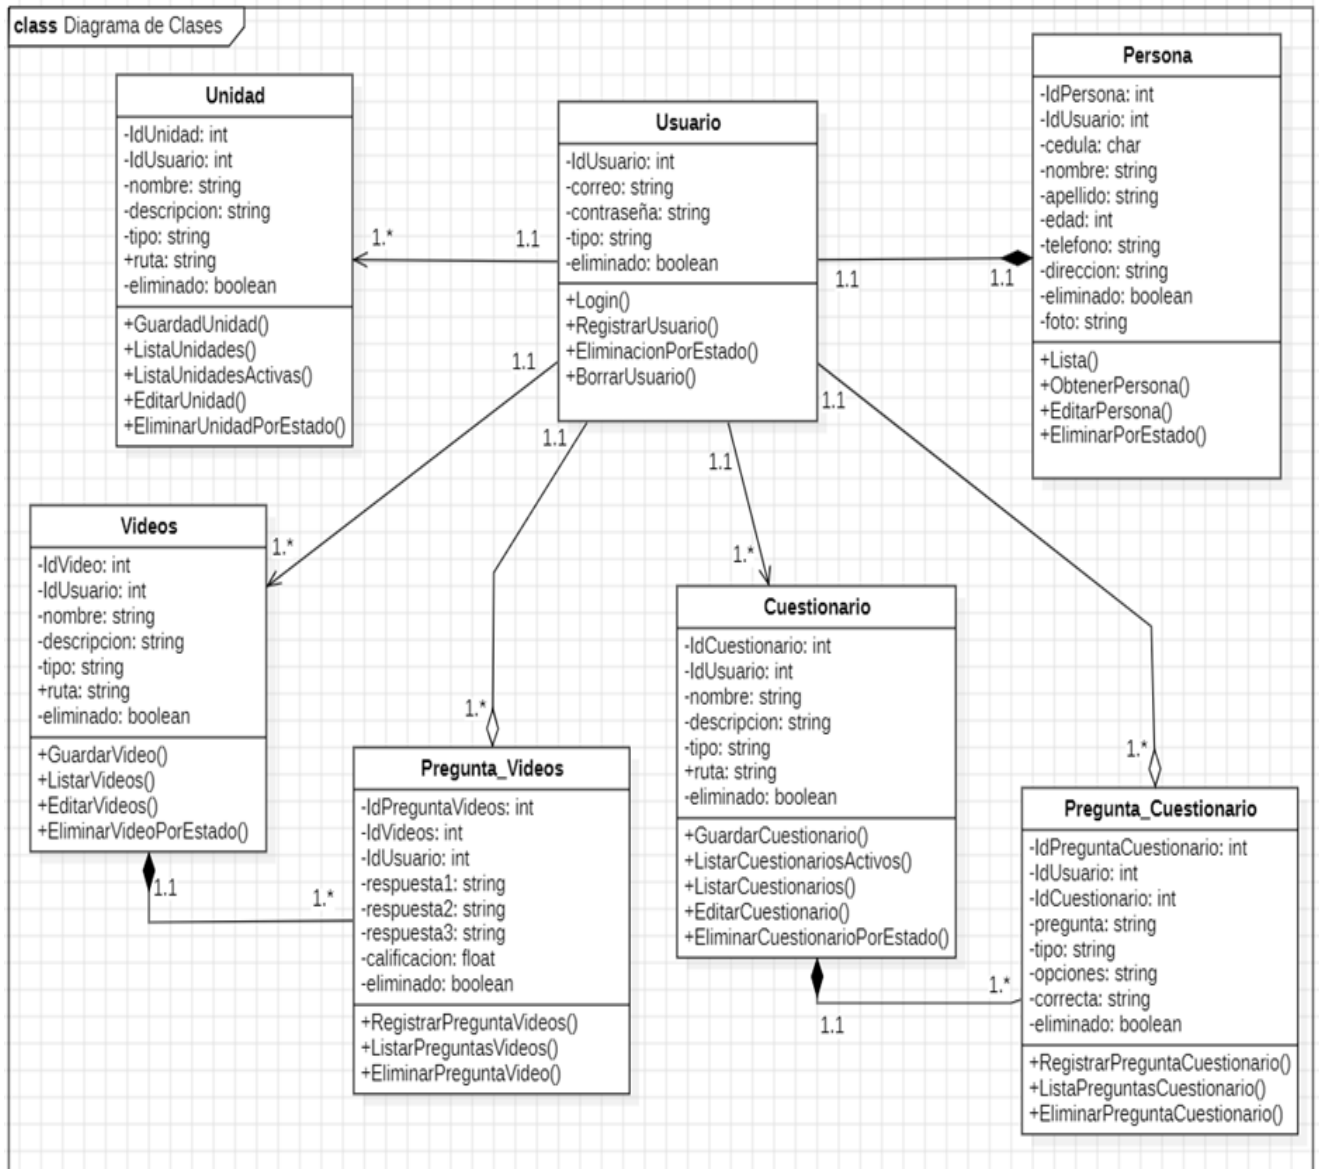 class Diagrama de Clases
Unidad
-IdUnidad: int
-IdUsuario: int
-nombre: string
-descripcion: string
-tipo: string
+ruta: string
-eliminado: boolean
+GuardadUnidad()
+ListaUnidades()
+ListaUnidadesActivas()
+EditarUnidad()
+EliminarUnidadPorEstado()
1.*
1.1
Usuario
-IdUsuario: int
-correo: string
-contraseña: string
-tipo: string
-eliminado: boolean
+Login()
+RegistrarUsuario()
+EliminacionPorEstado()
+BorrarUsuario()
1.1
1.1
Persona
-IdPersona: int
-IdUsuario: int
-cedula: char
-nombre: string
-apellido: string
-edad: int
-telefono: string
-direccion: string
-eliminado: boolean
-foto: string
+Lista()
+ObtenerPersona()
+EditarPersona()
+EliminarPorEstado()
1.1
1.1
1.1
1.1
Videos
-IdVideo: int
-IdUsuario: int
-nombre: string
-descripcion: string
-tipo: string
+ruta: string
-eliminado: boolean
+GuardarVideo()
+ListarVideos()
+EditarVideos()
+EliminarVideoPorEstado()
1.*
1.1
1.*
1.*
Pregunta_Videos
-IdPreguntaVideos: int
-IdVideos: int
-IdUsuario: int
-respuesta1: string
-respuesta2: string
-respuesta3: string
-calificacion: float
-eliminado: boolean
+RegistrarPreguntaVideos()
+ListarPreguntasVideos()
+EliminarPreguntaVideo()
1.*
Cuestionario
-IdCuestionario: int
-IdUsuario: int
-nombre: string
-descripcion: string
-tipo: string
+ruta: string
-eliminado: boolean
+GuardarCuestionario()
+ListarCuestionariosActivos()
+ListarCuestionarios()
+EditarCuestionario()
+EliminarCuestionarioPorEstado()
1.1
1.*
1.*
Pregunta_Cuestionario
-IdPreguntaCuestionario: int
-IdUsuario: int
-IdCuestionario: int
-pregunta: string
-tipo: string
-opciones: string
-correcta: string
-eliminado: boolean
+RegistrarPreguntaCuestionario()
+ListaPreguntasCuestionario()
+EliminarPreguntaCuestionario()